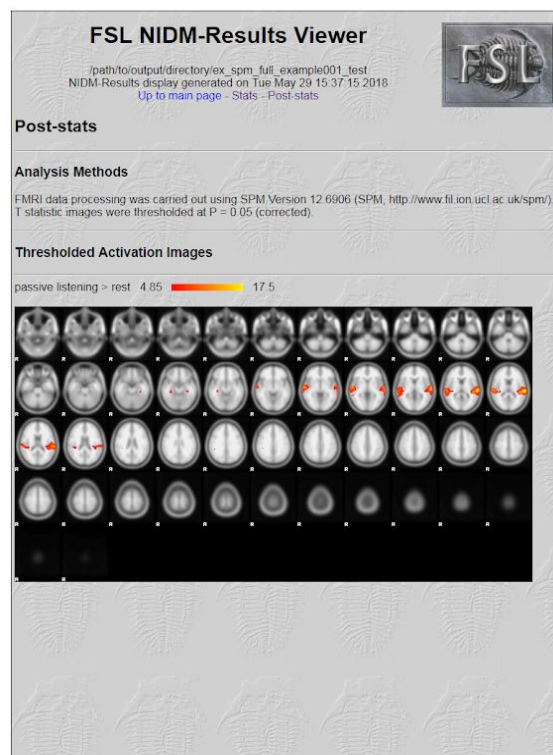 FSL NIDM-Results Viewer
FSL
/path/to/output/directory/ex_spm_full_example001_test
NIDM-Results display generated on Tue May 29 15:37:15 2018
Up to main page - Stats - Post-stats
Post-stats
Analysis Methods
FMRI data processing was carried out using SPM Version 12.6906 (SPM, http://www.fil.ion.ucl.ac.uk/spm/).
T statistic images were thresholded at P = 0.05 (corrected).
Thresholded Activation Images
passive listening > rest 4.85 17.5
R R R R R R R R R R R
R R R R R R R R R R R
R R R R R R R R R R R
R R R R R R R R R R R
R R